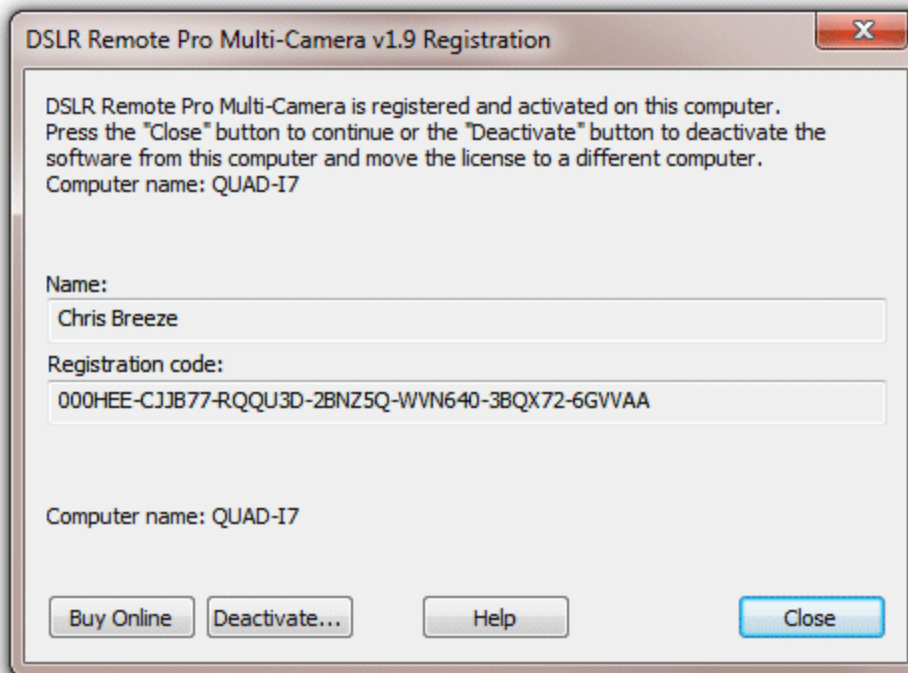 DSLR Remote Pro Multi-Camera v1.9 Registration
DSLR Remote Pro Multi-Camera is registered and activated on this computer.
Press the "Close" button to continue or the "Deactivate" button to deactivate the
software from this computer and move the license to a different computer.
Computer name: QUAD-I7
Name:
Chris Breeze
Registration code:
000HEE-CJJB77-RQQU3D-2BNZ5Q-WVN640-3BQX72-6GVVAA
Computer name: QUAD-I7
Buy Online Deactivate... Help Close